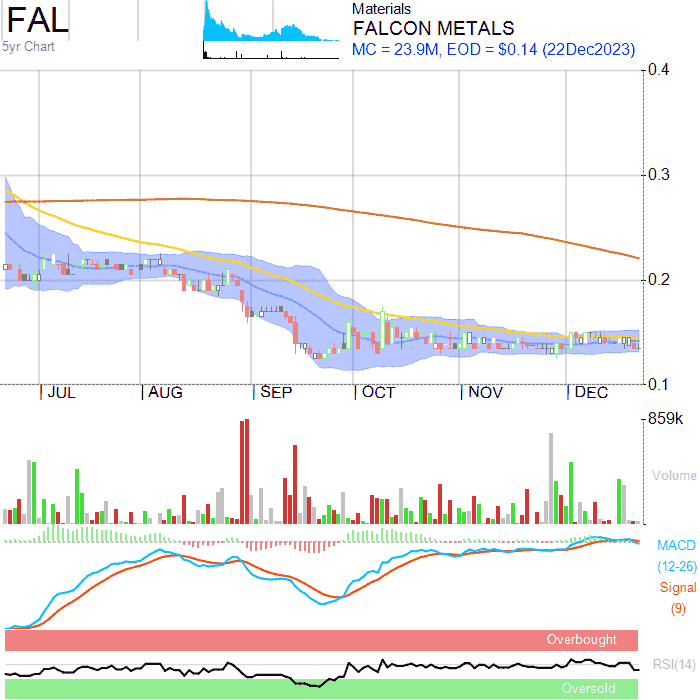 FAL
5yr Chart
Materials
FALCON METALS
MC = 23.9M, EOD = $0.14 (22Dec2023)
0.4
0.3
0.2
0.1
JUL AUG SEP OCT NOV DEC
859k
Volume
MACD
(12-26)
Signal
(9)
Overbought
RSI(14)
Oversold